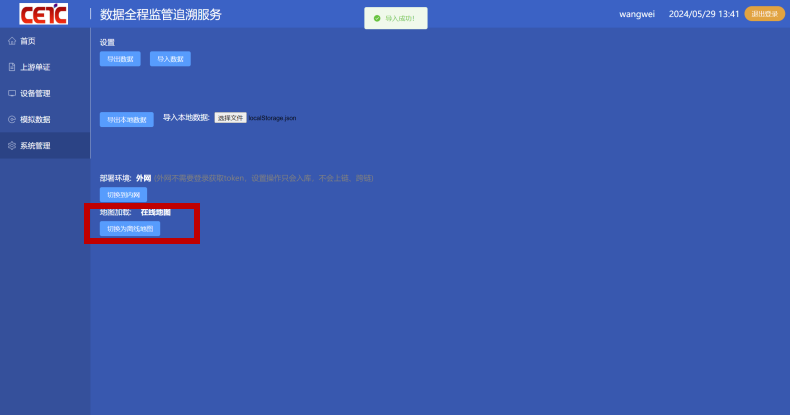 CETC 数据全程监管追溯服务 导入成功! wangwei 2024/05/29 13:41 退出登录
首页
上游单证
设备管理
模拟数据
系统管理
设置
导出数据 导入数据
导出本地数据 导入本地数据: 选择文件 localStorage.json
部署环境: 外网 (外网不需要登录获取token, 设置操作只会入库, 不会上链, 跨链)
切换到内网
地图加载: 在线地图
切换为离线地图